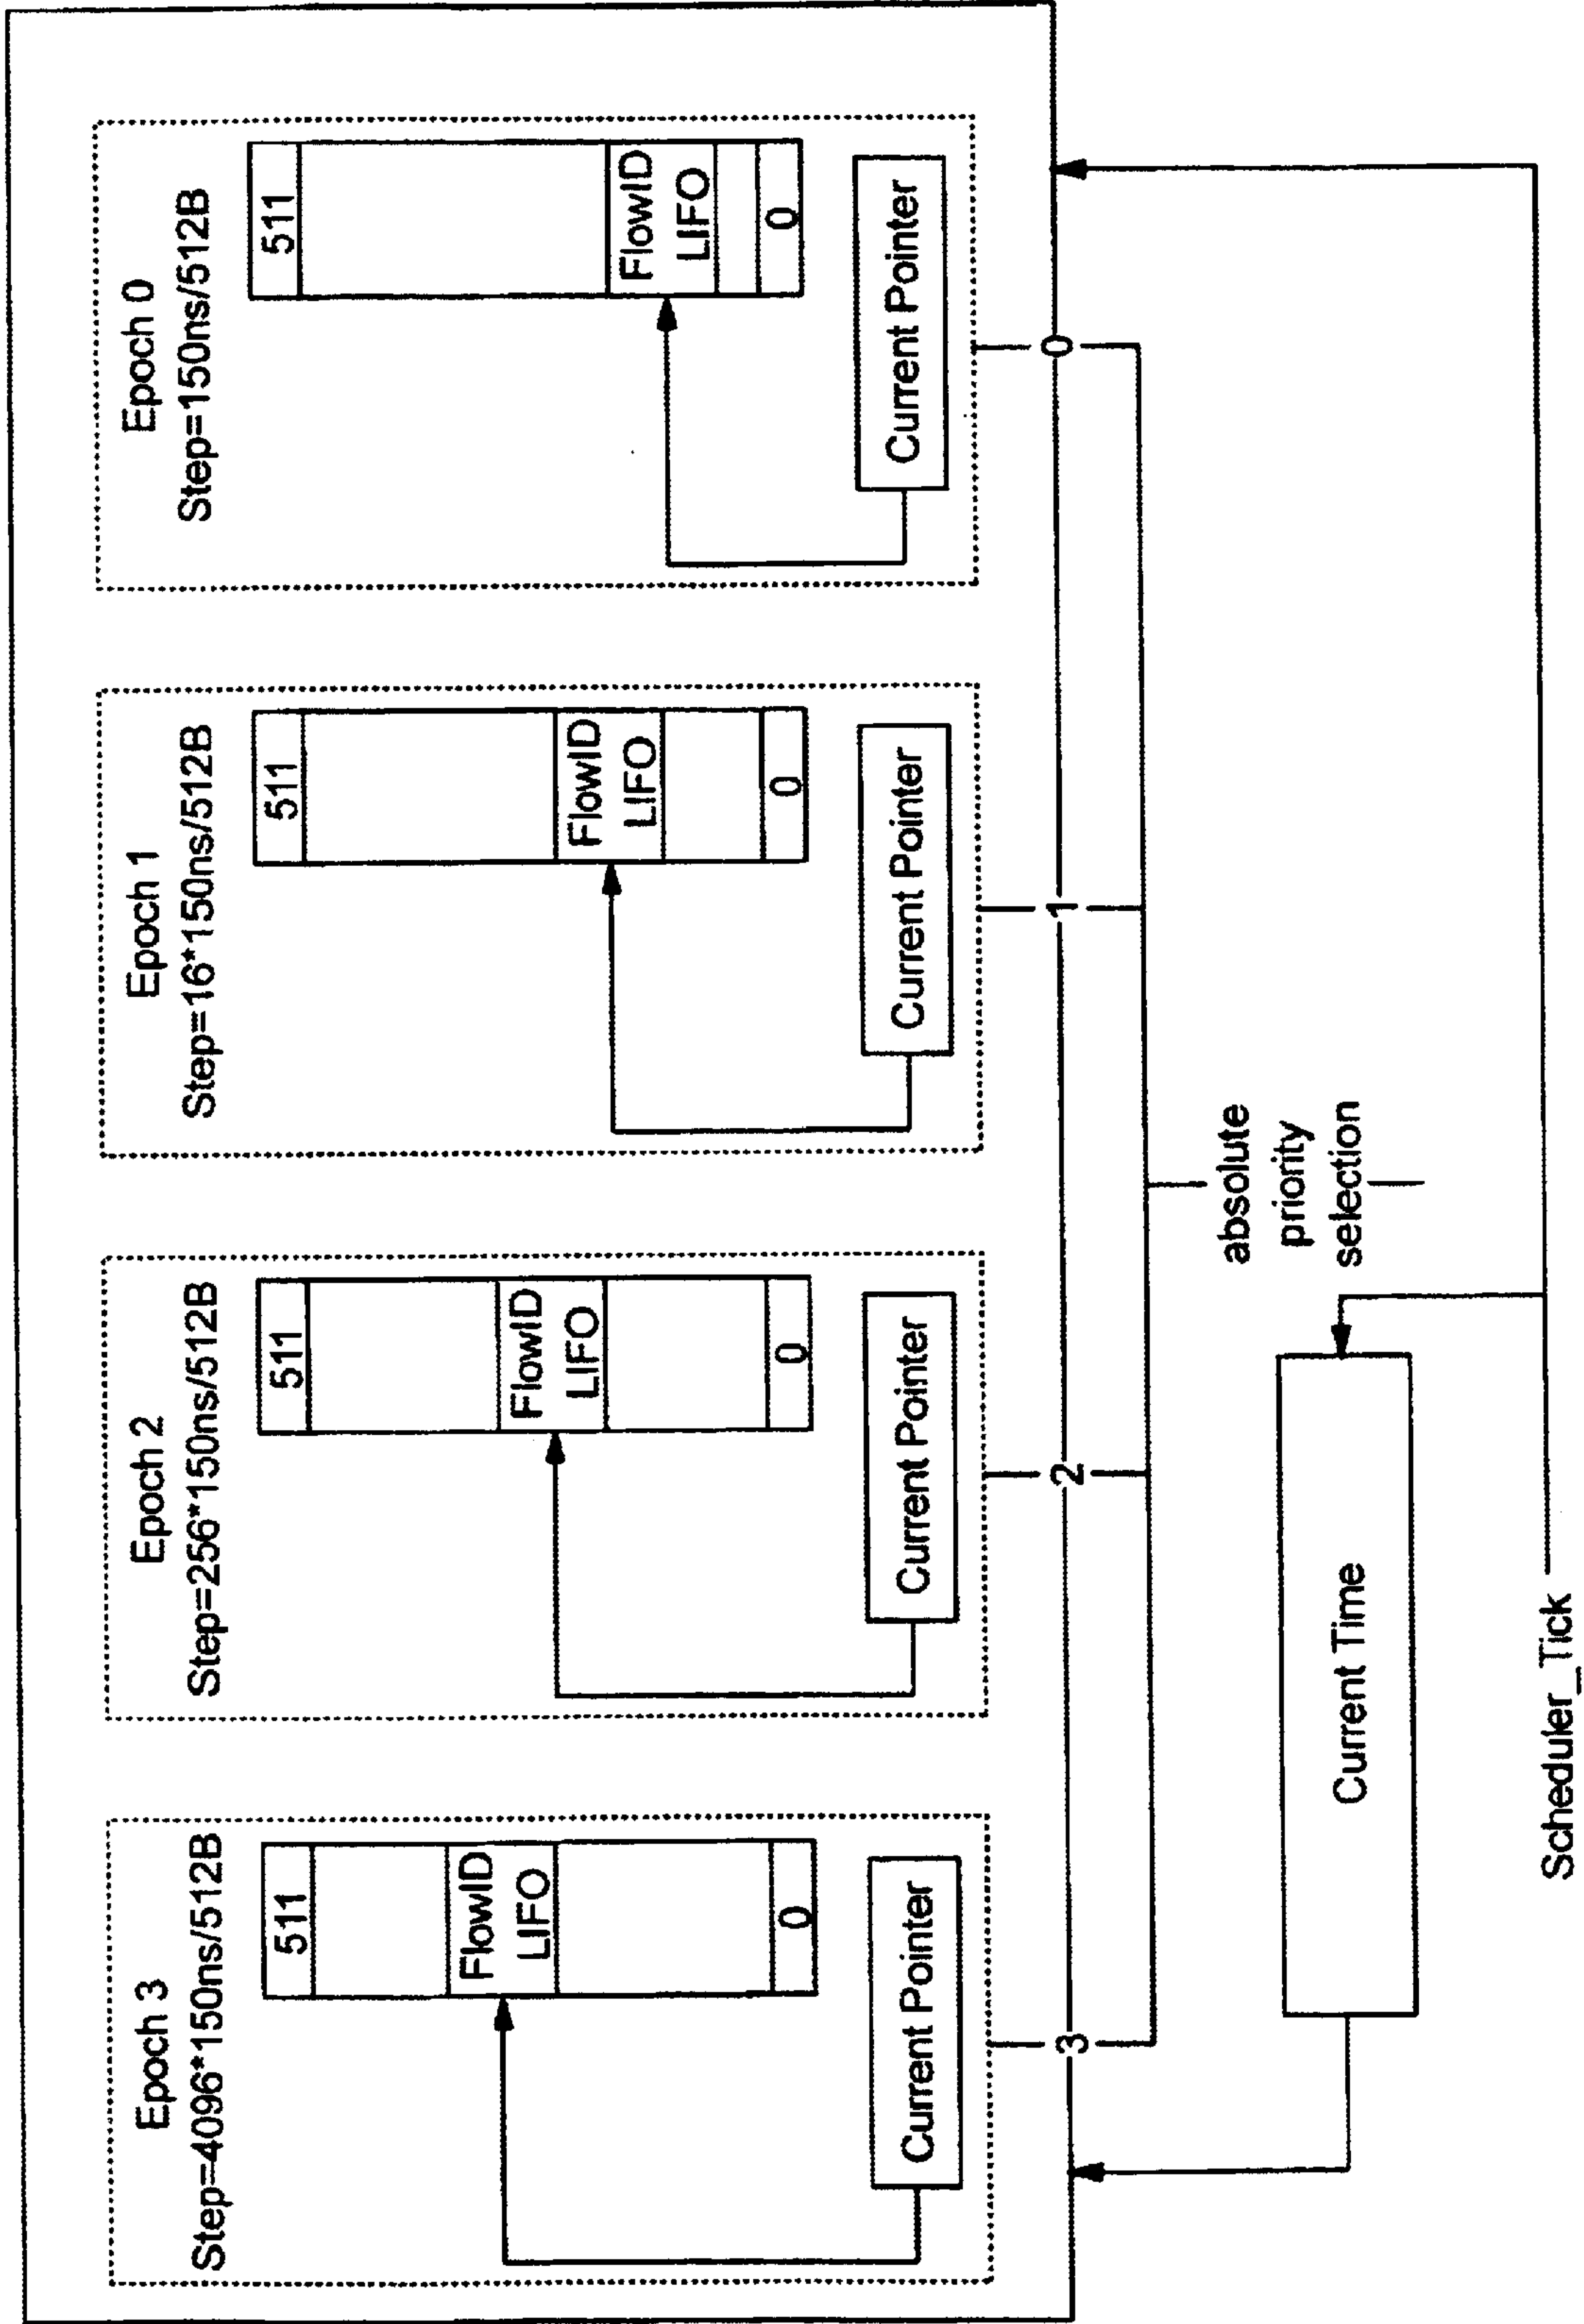 Epoch 3
Step=4096*150ns/512B
511
FlowID
LIFO
0
Current Pointer
3
Epoch 2
Step=256*150ns/512B
511
FlowID
LIFO
0
Current Pointer
2
Epoch 1
Step=16*150ns/512B
511
FlowID
LIFO
0
Current Pointer
1
Epoch 0
Step=150ns/512B
511
FlowID
LIFO
0
Current Pointer
0
absolute
priority
selection
Current Time
Scheduler_Tick